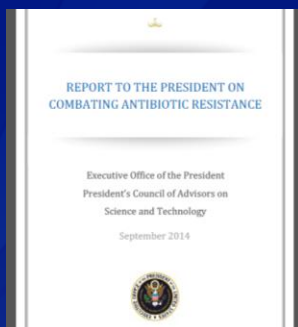 REPORT TO THE PRESIDENT ON
COMBATING ANTIBIOTIC RESISTANCE
Executive Office of the President
President's Council of Advisors on
Science and Technology
September 2014